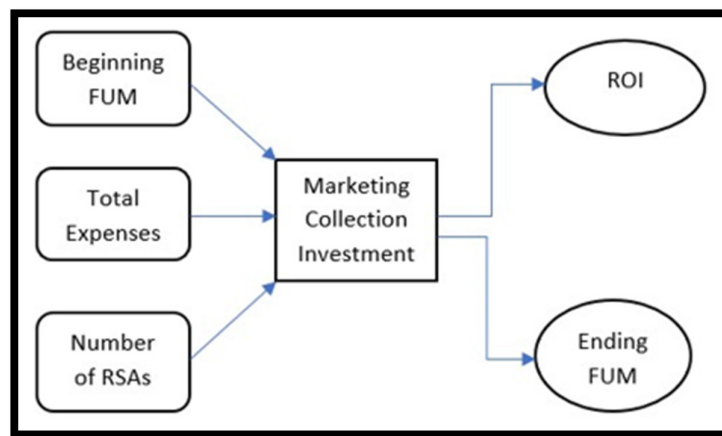 Beginning
FUM
Total
Expenses
Number
of RSAs
Marketing
Collection
Investment
ROI
Ending
FUM